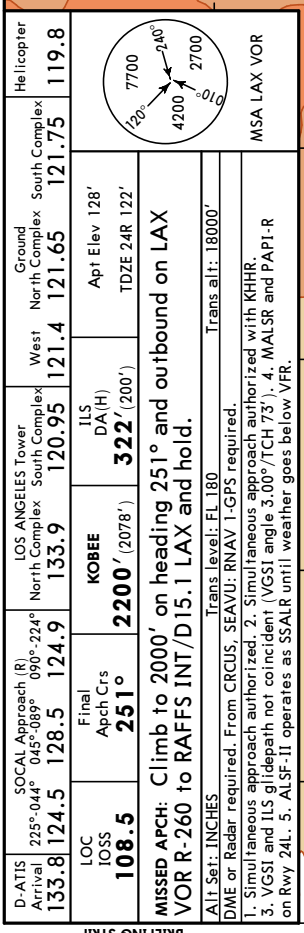 BRIEFING STRIP
D-ATIS Arrival
133.8
SOCAL Approach (R)
225°-044° 045°-089° 090°-224°
124.5 128.5 124.9
LOS ANGELES Tower
North Complex South Complex
133.9 120.95
Ground
West North Complex South Complex
121.4 121.65 121.75
Helicopter
119.8
LOC
IOSS
108.5
Final
Apch Crs
251°
KOBEE
2200' (2078')
ILS
DA(H)
322' (200')
Apt Elev 128'
TDZE 24R 122'
MISSED APCH: Climb to 2000' on heading 251° and outbound on LAX
VOR R-260 to RAFFS INT/D15.1 LAX and hold.
Alt Set: INCHES Trans level: FL 180 Trans alt: 18000'
DME or Radar required. From CRCUS, SEAVU: RNAV 1-GPS required.
1. Simultaneous approach authorized. 2. Simultaneous approach authorized with KHHR.
3. VGSI and ILS glidepath not coincident (VGSI angle 3.00°/TCH 73'). 4. MALSR and PAPI-R
on Rwy 24L. 5. ALSF-II operates as SSALR until weather goes below VFR.
120°
240°
010°
7700
2700
4200
MSA LAX VOR